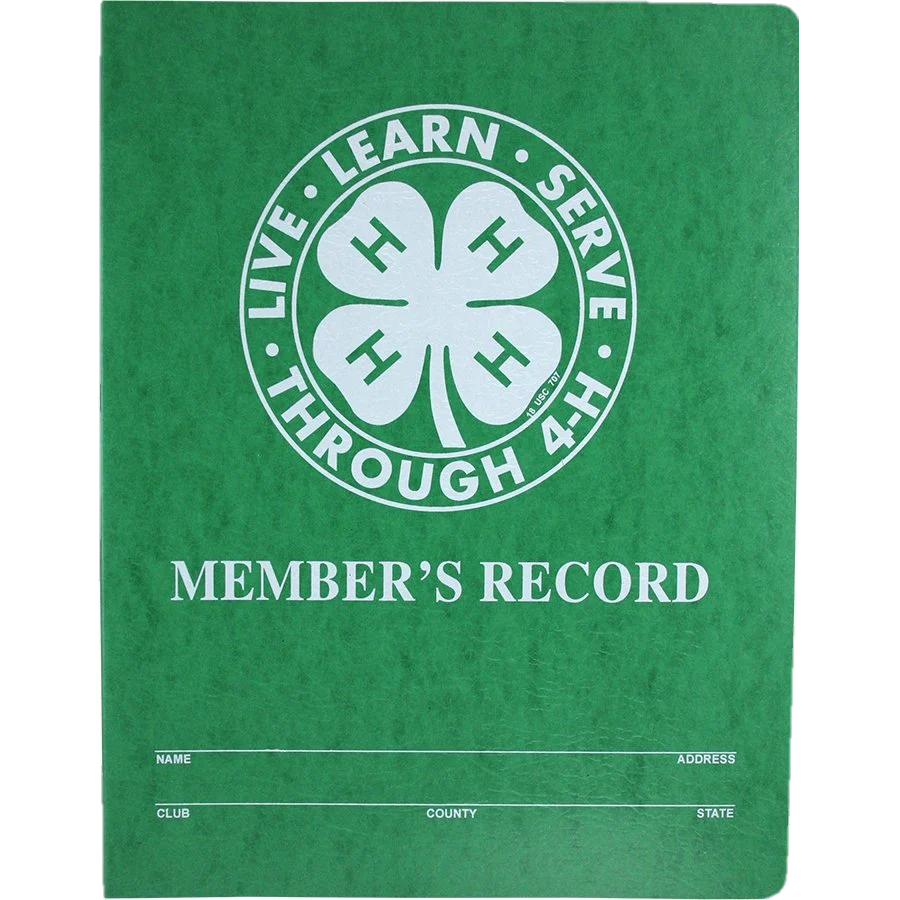 LIVE • LEARN • SERVE •
THROUGH 4-H •
H H
H H
18 USC 707
MEMBER’S RECORD
NAME ADDRESS
CLUB COUNTY STATE